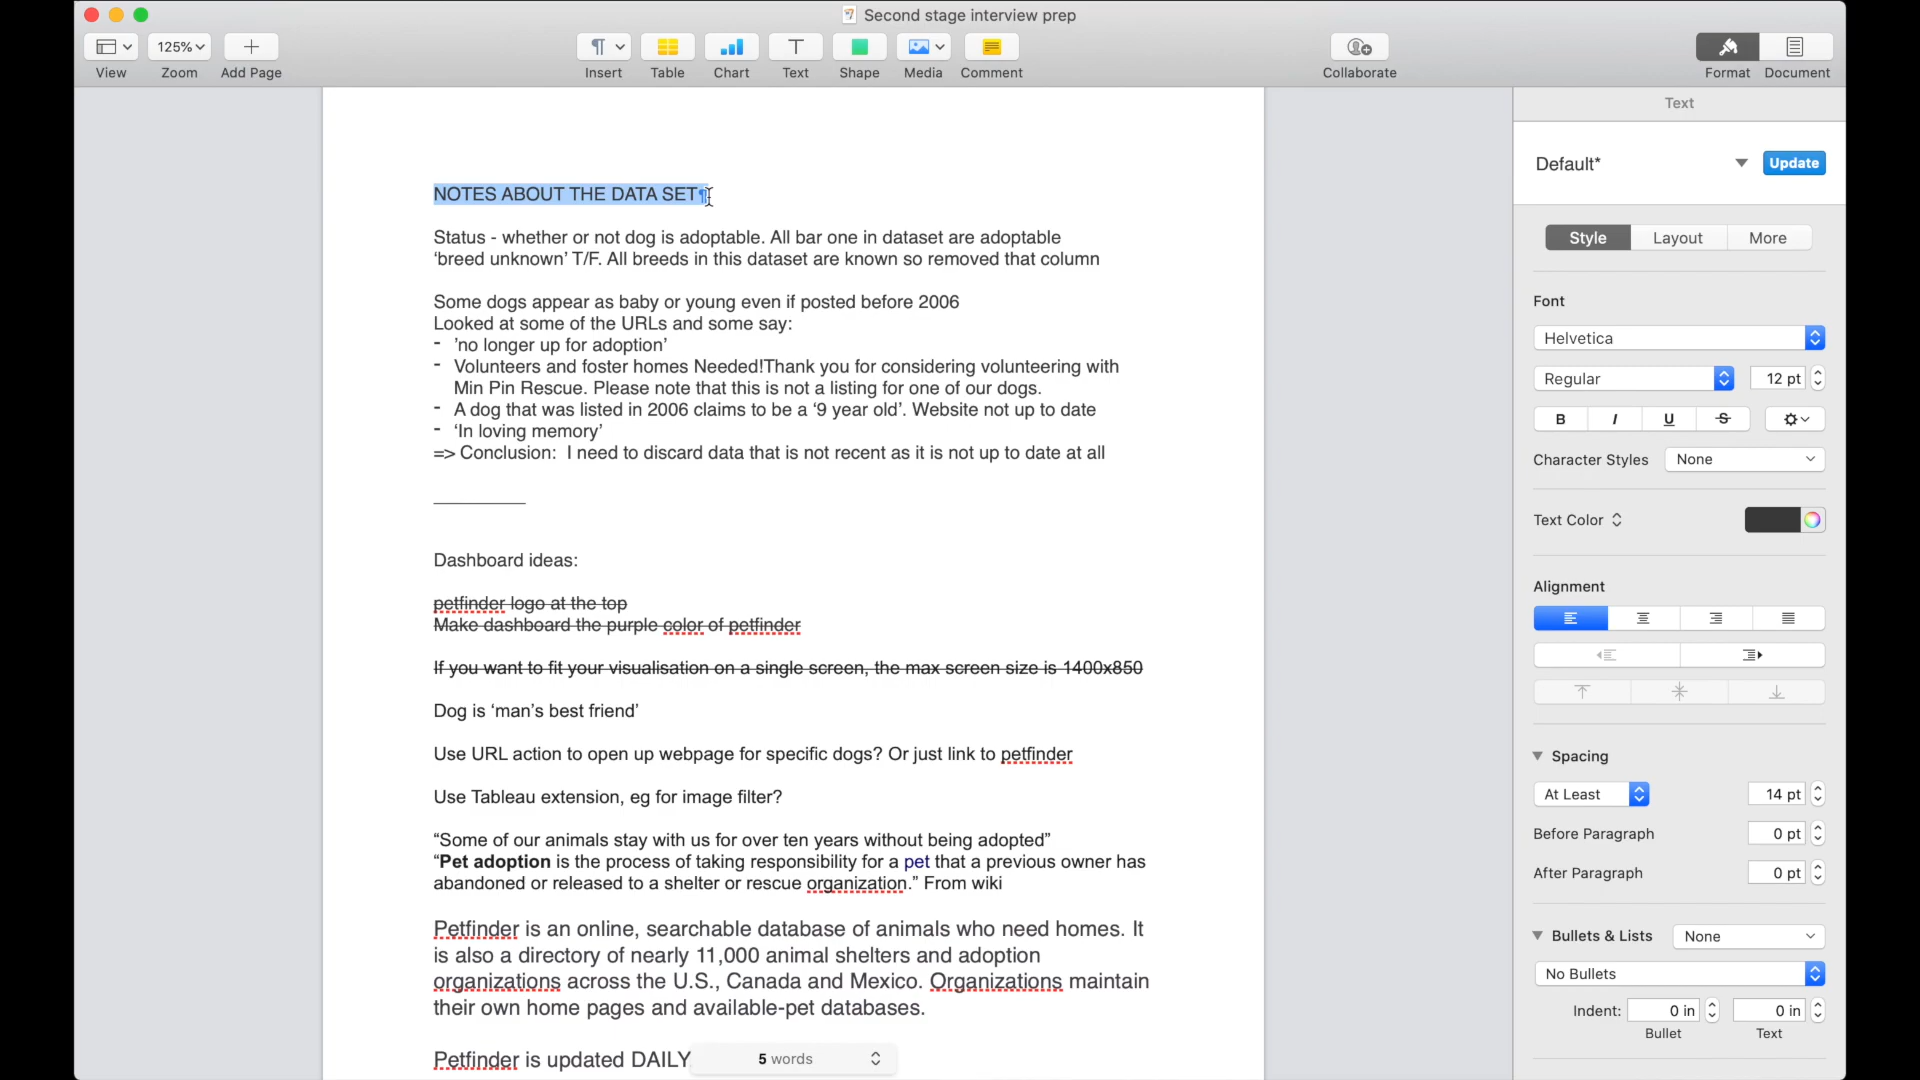 Second stage interview prep
125%
View
Zoom
Add Page
Insert
Table
Chart
Text
Shape
Media
Comment
Collaborate
Format
Document
NOTES ABOUT THE DATA SET¶
Status - whether or not dog is adoptable. All bar one in dataset are adoptable
‘breed unknown’ T/F. All breeds in this dataset are known so removed that column
Some dogs appear as baby or young even if posted before 2006
Looked at some of the URLs and some say:
- ’no longer up for adoption’
- Volunteers and foster homes Needed!Thank you for considering volunteering with
Min Pin Rescue. Please note that this is not a listing for one of our dogs.
- A dog that was listed in 2006 claims to be a ‘9 year old’. Website not up to date
- ‘In loving memory’
=> Conclusion:  I need to discard data that is not recent as it is not up to date at all
Dashboard ideas:
petfinder logo at the top
Make dashboard the purple color of petfinder
If you want to fit your visualisation on a single screen, the max screen size is 1400x850
Dog is ‘man’s best friend’
Use URL action to open up webpage for specific dogs? Or just link to petfinder
Use Tableau extension, eg for image filter?
“Some of our animals stay with us for over ten years without being adopted”
“Pet adoption is the process of taking responsibility for a pet that a previous owner has
abandoned or released to a shelter or rescue organization.” From wiki
Petfinder is an online, searchable database of animals who need homes. It
is also a directory of nearly 11,000 animal shelters and adoption
organizations across the U.S., Canada and Mexico. Organizations maintain
their own home pages and available-pet databases.
Petfinder is updated DAILY
5 words
Text
Default*
Update
Style
Layout
More
Font
Helvetica
Regular
12 pt
B
I
U
S
Character Styles
None
Text Color
Alignment
Spacing
At Least
14 pt
Before Paragraph
0 pt
After Paragraph
0 pt
Bullets & Lists
None
No Bullets
Indent:
0 in
0 in
Bullet
Text